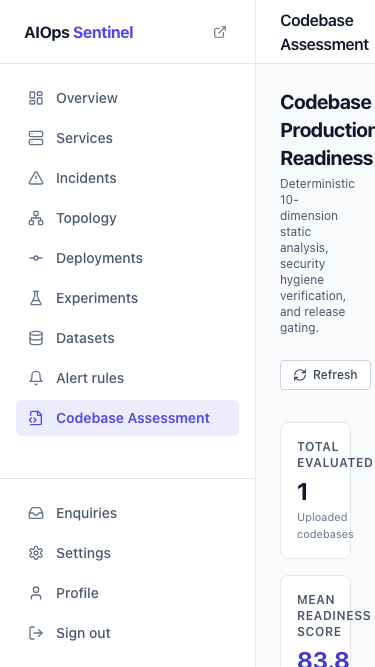 AIOps Sentinel
Overview
Services
Incidents
Topology
Deployments
Experiments
Datasets
Alert rules
Codebase Assessment
Enquiries
Settings
Profile
Sign out
Codebase
Assessment
Codebase
Production
Readiness
Deterministic
10-
dimension
static
analysis,
security
hygiene
verification,
and release
gating.
Refresh
TOTAL
EVALUATED
1
Uploaded
codebases
MEAN
READINESS
SCORE
83.8